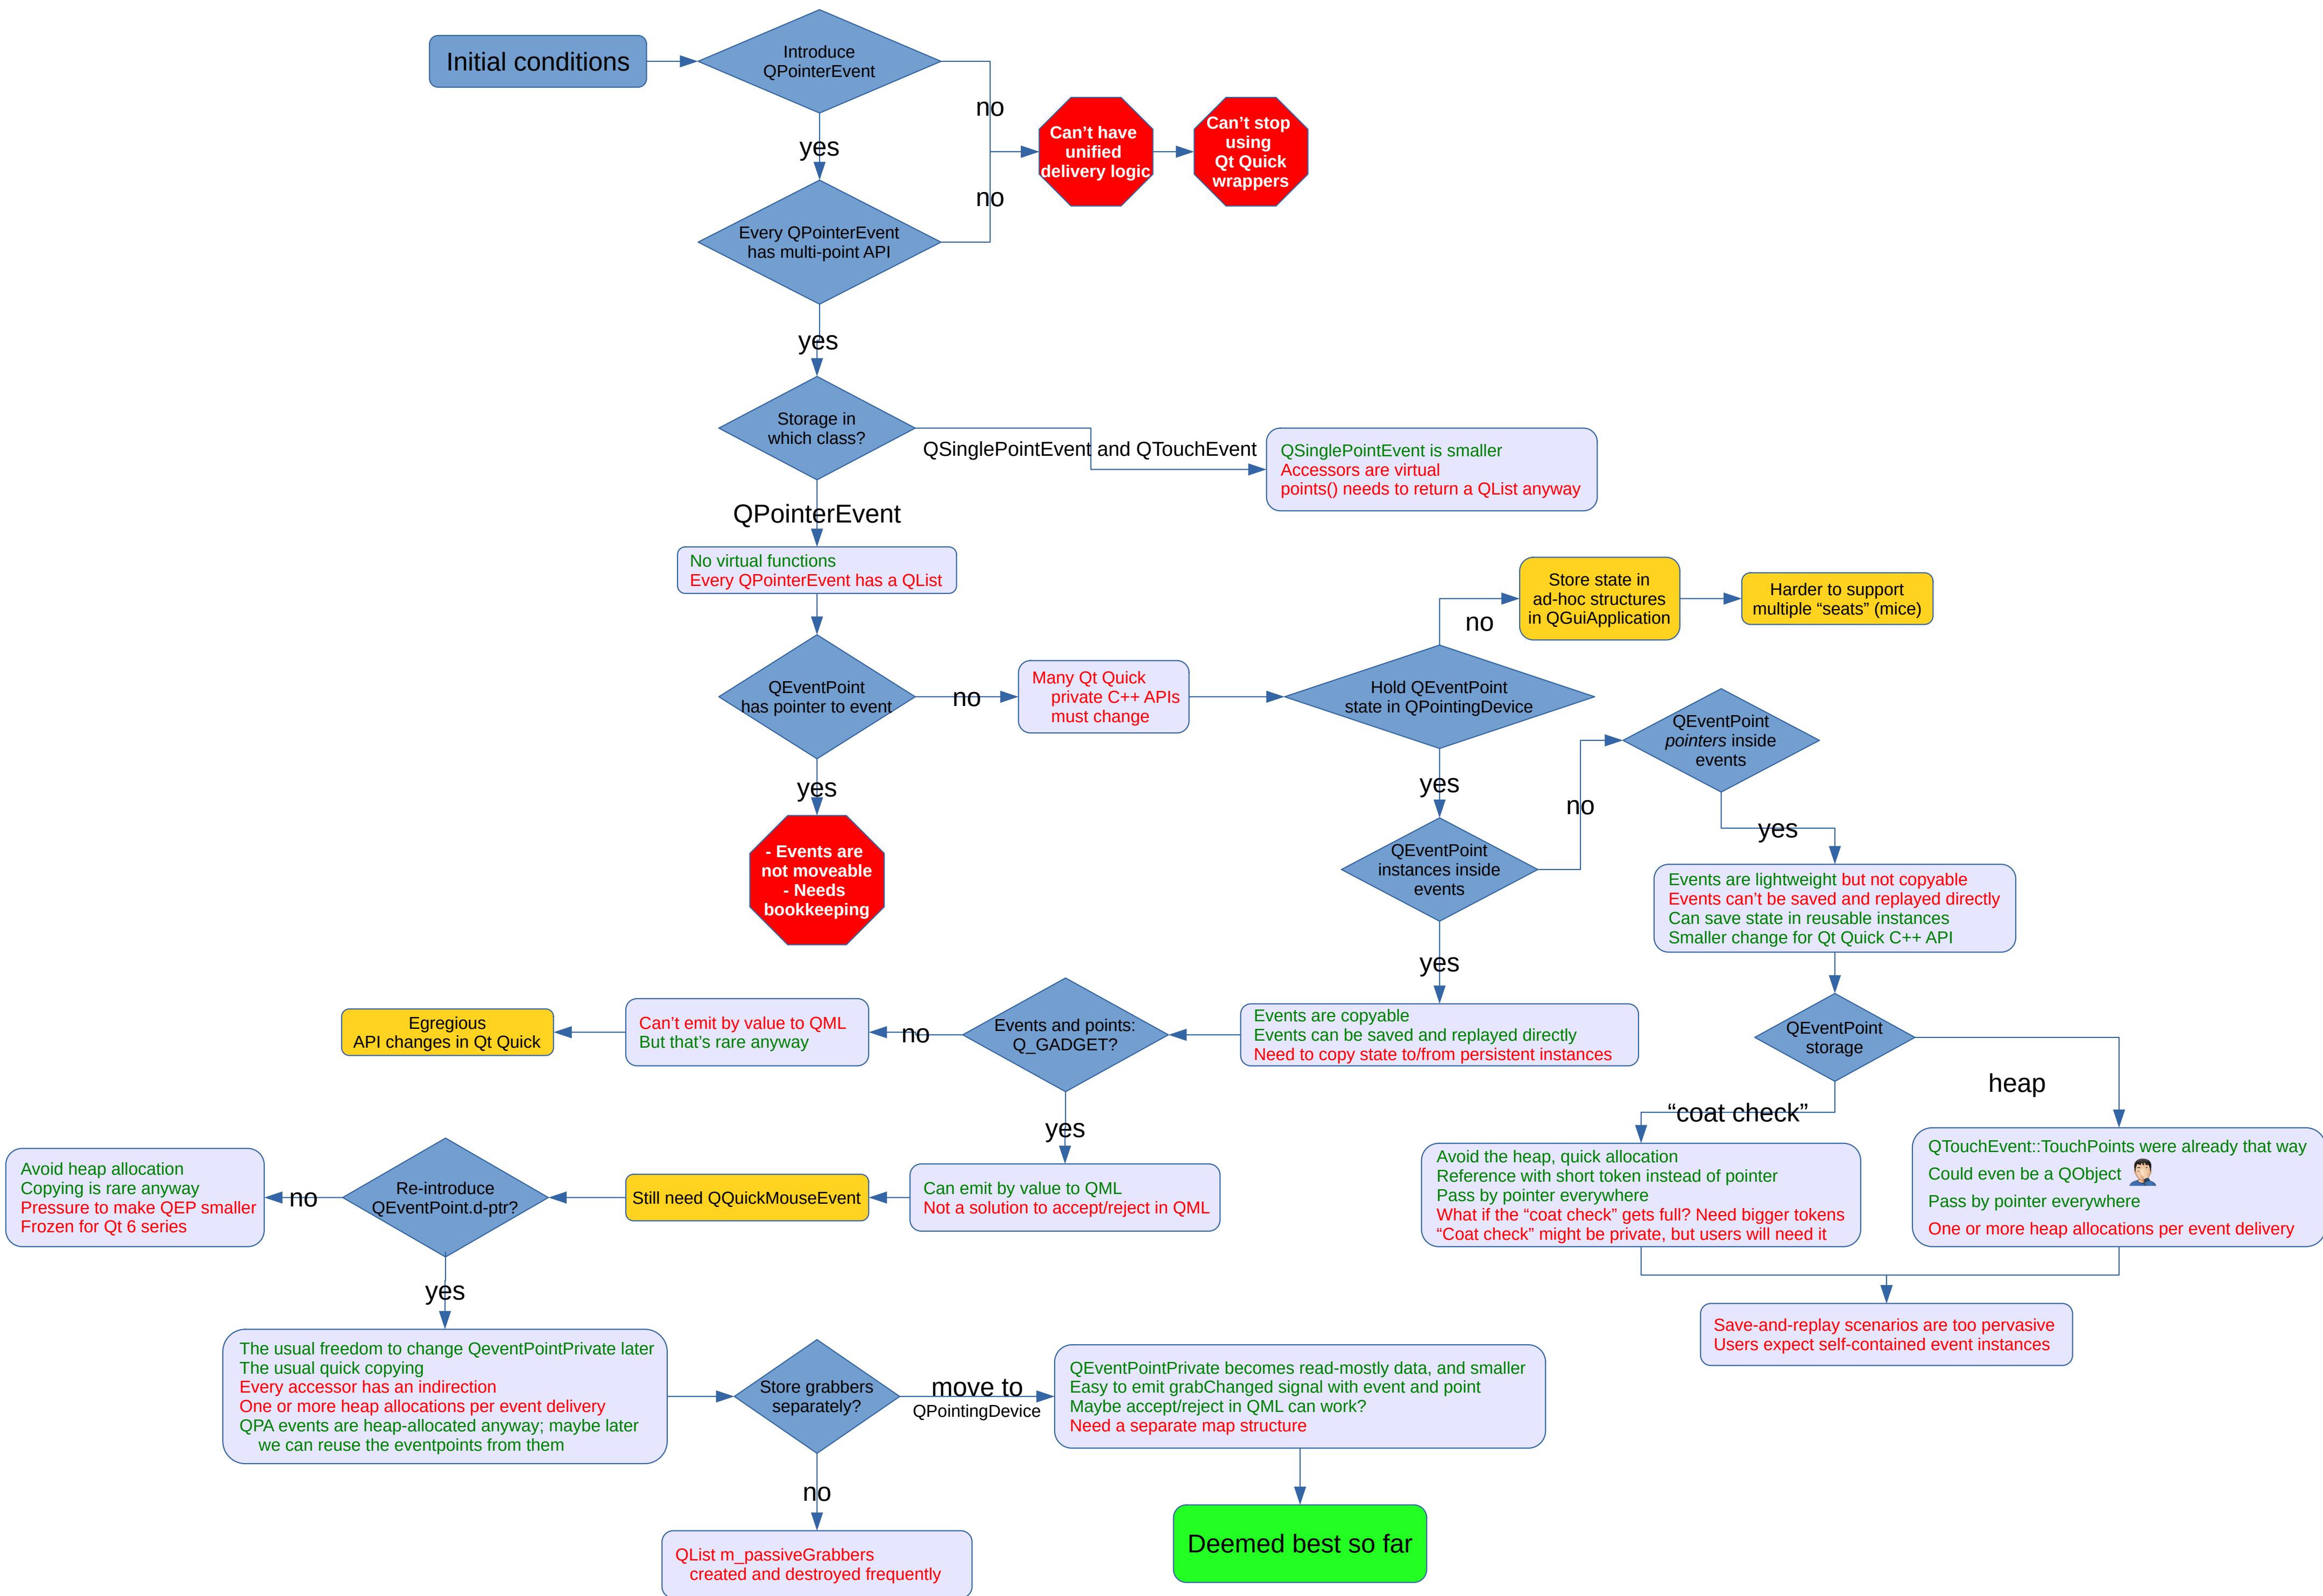 Initial conditions
Introduce
QPointerEvent
no
yes
Can’t have
unified
delivery logic
Can’t stop
using
Qt Quick
wrappers
no
Every QPointerEvent
has multi-point API
yes
Storage in
which class?
QSinglePointEvent and QTouchEvent
QSinglePointEvent is smaller
Accessors are virtual
points() needs to return a QList anyway
QPointerEvent
No virtual functions
Every QPointerEvent has a QList
Store state in
ad-hoc structures
in QGuiApplication
Harder to support
multiple “seats” (mice)
no
QEventPoint
has pointer to event
no
Many Qt Quick
private C++ APIs
must change
Hold QEventPoint
state in QPointingDevice
QEventPoint
pointers inside
events
yes
yes
no
yes
- Events are
not moveable
- Needs
bookkeeping
QEventPoint
instances inside
events
Events are lightweight but not copyable
Events can’t be saved and replayed directly
Can save state in reusable instances
Smaller change for Qt Quick C++ API
yes
Egregious
API changes in Qt Quick
Can’t emit by value to QML
But that’s rare anyway
no
Events and points:
Q_GADGET?
Events are copyable
Events can be saved and replayed directly
Need to copy state to/from persistent instances
QEventPoint
storage
heap
“coat check”
yes
Avoid heap allocation
Copying is rare anyway
Pressure to make QEP smaller
Frozen for Qt 6 series
no
Re-introduce
QEventPoint.d-ptr?
Still need QQuickMouseEvent
Can emit by value to QML
Not a solution to accept/reject in QML
Avoid the heap, quick allocation
Reference with short token instead of pointer
Pass by pointer everywhere
What if the “coat check” gets full? Need bigger tokens
“Coat check” might be private, but users will need it
QTouchEvent::TouchPoints were already that way
Could even be a QObject 🤦🏻‍♂️
Pass by pointer everywhere
One or more heap allocations per event delivery
yes
Save-and-replay scenarios are too pervasive
Users expect self-contained event instances
The usual freedom to change QeventPointPrivate later
The usual quick copying
Every accessor has an indirection
One or more heap allocations per event delivery
QPA events are heap-allocated anyway; maybe later
we can reuse the eventpoints from them
Store grabbers
separately?
move to
QPointingDevice
QEventPointPrivate becomes read-mostly data, and smaller
Easy to emit grabChanged signal with event and point
Maybe accept/reject in QML can work?
Need a separate map structure
no
Deemed best so far
QList m_passiveGrabbers
created and destroyed frequently